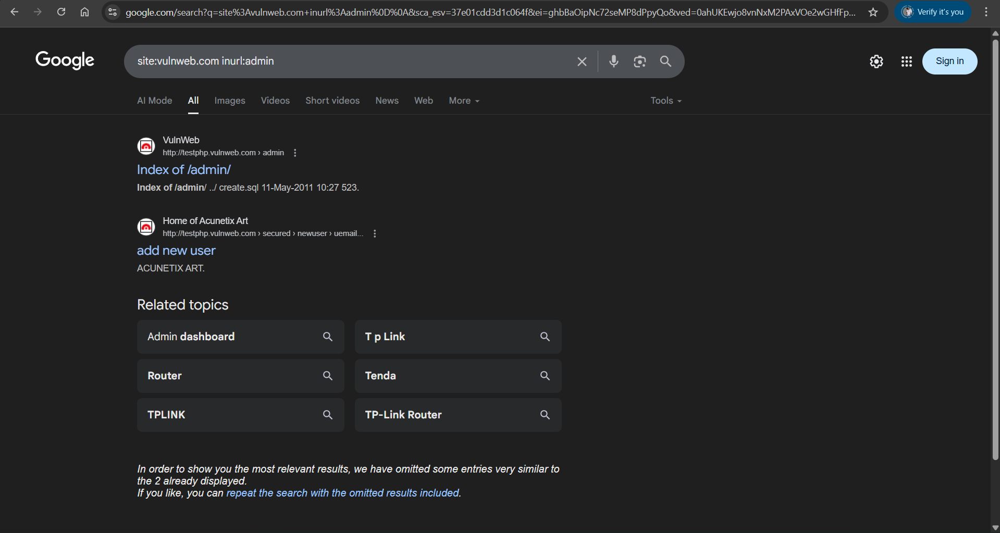 google.com/search?q=site%3Avulnweb.com+inurl%3Aadmin%0D%0A&sca_esv=37e01cdd3d1c064f&ei=ghbBaOipNc72seMP8dPpyQo&ved=0ahUKEwjo8vnNxM2PAxVOe2wGHfFp...
Verify it's you
Google
site:vulnweb.com inurl:admin
Sign in
AI Mode All Images Videos Short videos News Web More Tools
VulnWeb
http://testphp.vulnweb.com › admin
Index of /admin/
Index of /admin/ ../ create.sql 11-May-2011 10:27 523.
Home of Acunetix Art
http://testphp.vulnweb.com › secured › newuser › uemail...
add new user
ACUNETIX ART.
Related topics
Admin dashboard
T p Link
Router
Tenda
TPLINK
TP-Link Router
In order to show you the most relevant results, we have omitted some entries very similar to
the 2 already displayed.
If you like, you can repeat the search with the omitted results included.